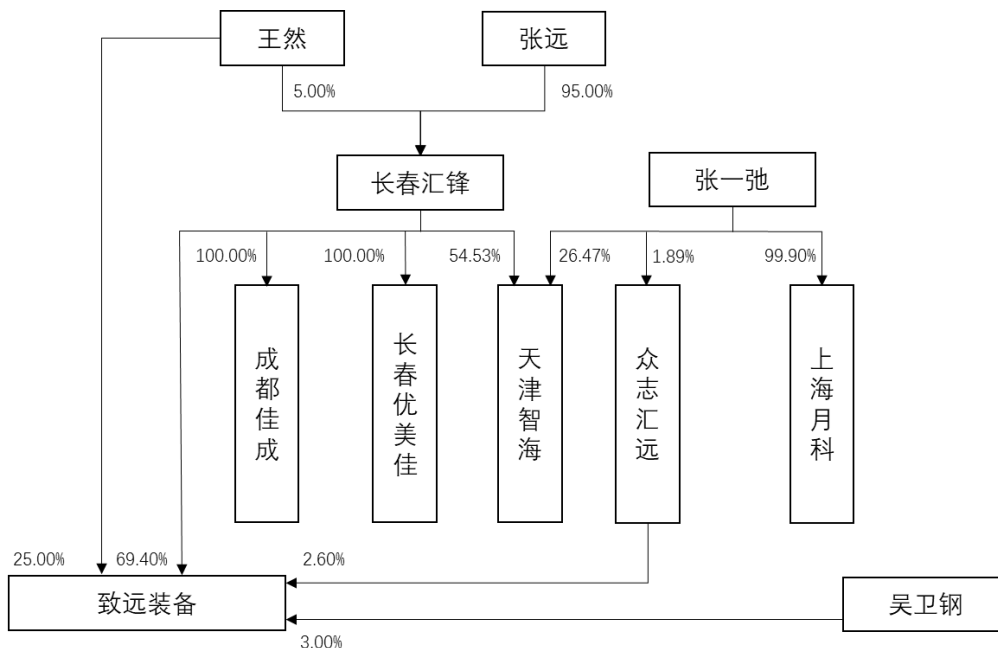 王然
张远
5.00%
95.00%
长春汇锋
张一弛
100.00%
100.00%
54.53%
26.47%
1.89%
99.90%
成都佳成
长春优美佳
天津智海
众志汇远
上海月科
25.00%
69.40%
2.60%
致远装备
吴卫钢
3.00%